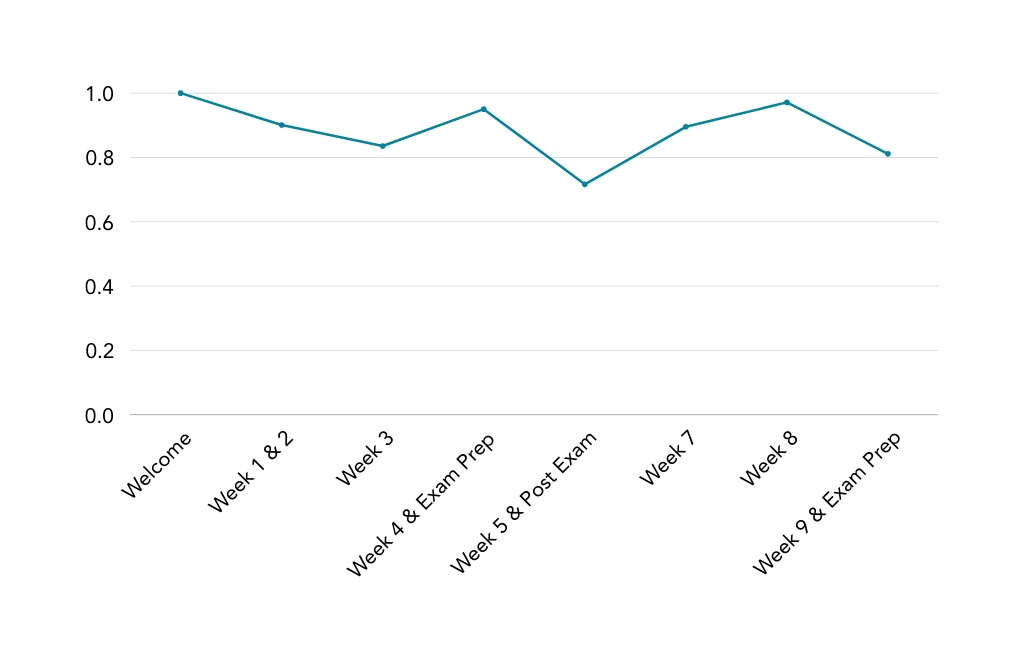 1.0
0.8
0.6
0.4
0.2
0.0
Welcome
Week 1 & 2
Week 3
Week 4 & Exam Prep
Week 5 & Post Exam
Week 7
Week 8
Week 9 & Exam Prep